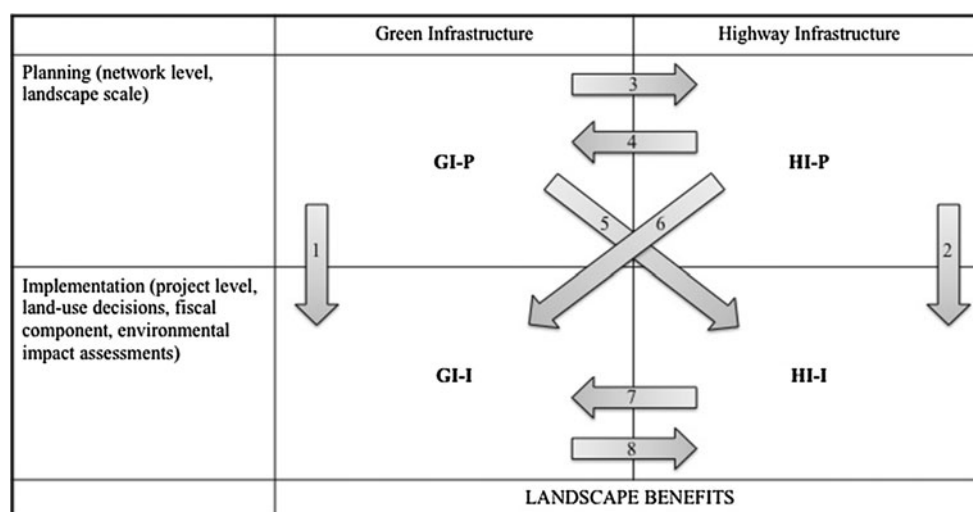 Green Infrastructure
Highway Infrastructure
Planning (network level,
landscape scale)
3
4
GI-P
HI-P
5
6
1
2
Implementation (project level,
land-use decisions, fiscal
component, environmental
impact assessments)
GI-I
HI-I
7
8
LANDSCAPE BENEFITS